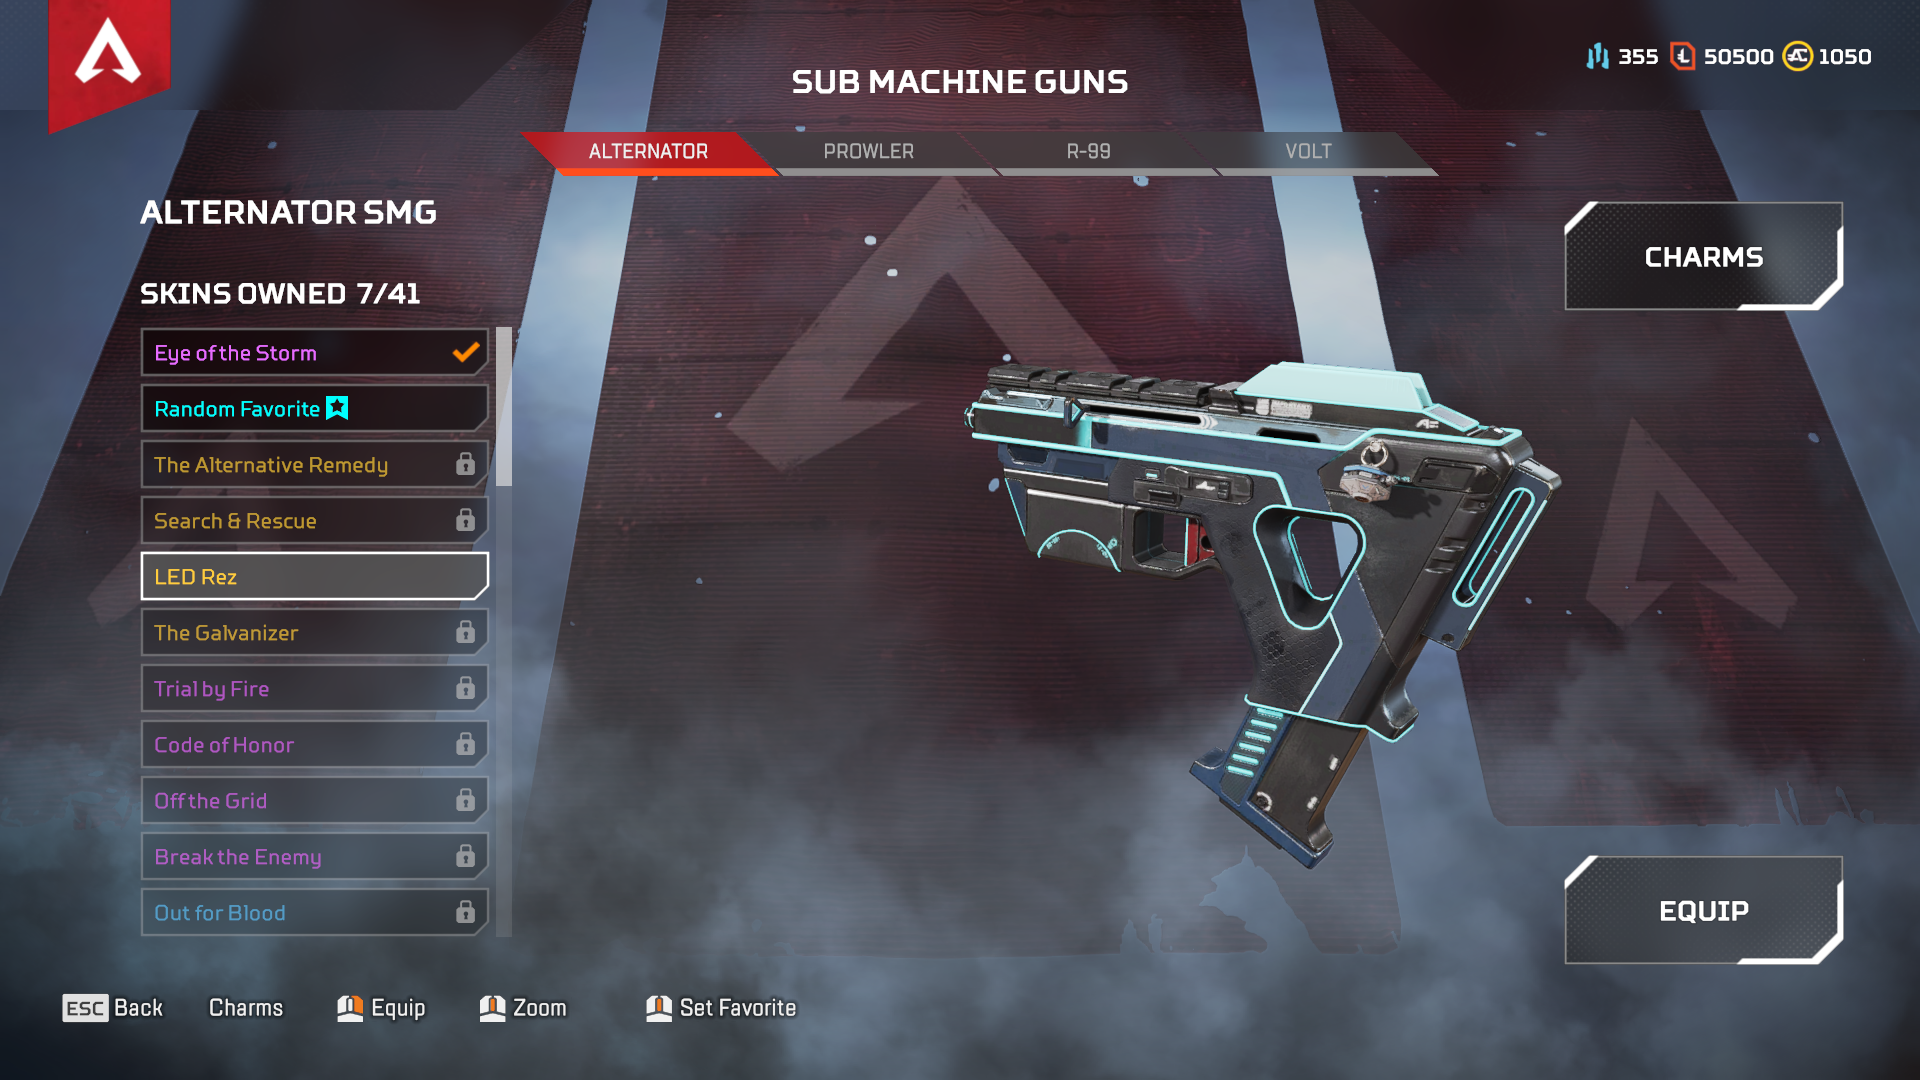 355 50500 1050
SUB MACHINE GUNS
ALTERNATOR PROWLER R-99 VOLT
ALTERNATOR SMG
SKINS OWNED 7/41
Eye of the Storm
Random Favorite
The Alternative Remedy
Search & Rescue
LED Rez
The Galvanizer
Trial by Fire
Code of Honor
Off the Grid
Break the Enemy
Out for Blood
CHARMS
EQUIP
ESC Back Charms Equip Zoom Set Favorite